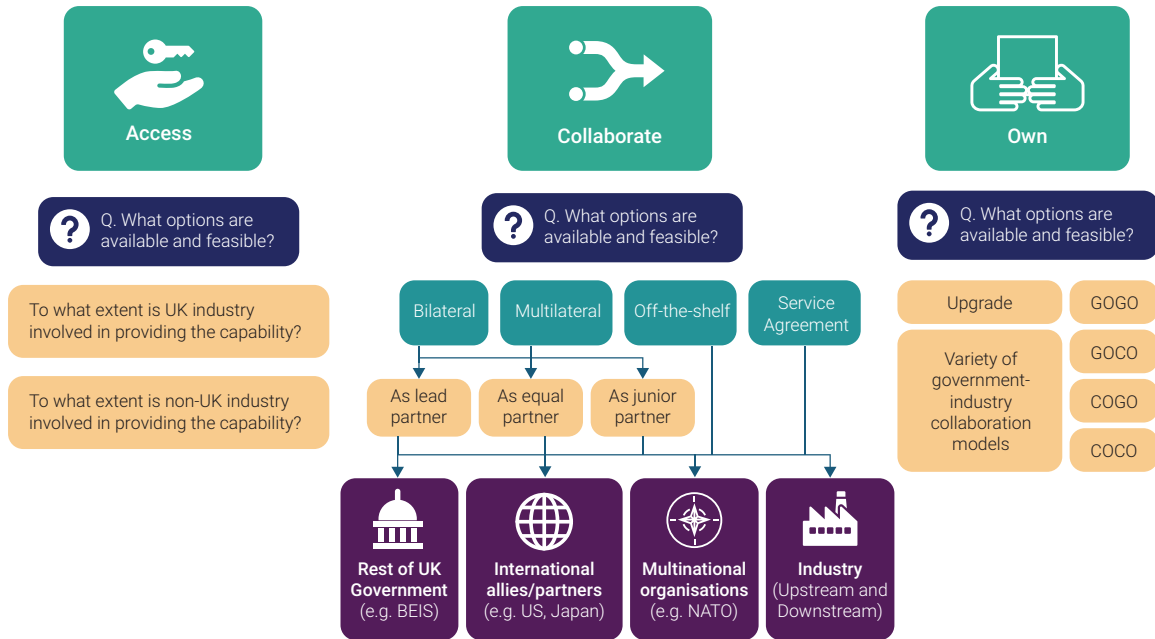 Access
Collaborate
Own
?
Q. What options are
available and feasible?
?
Q. What options are
available and feasible?
?
Q. What options are
available and feasible?
To what extent is UK industry
involved in providing the capability?
To what extent is non-UK industry
involved in providing the capability?
Bilateral
Multilateral
Off-the-shelf
Service
Agreement
As lead
partner
As equal
partner
As junior
partner
Rest of UK
Government
(e.g. BEIS)
International
allies/partners
(e.g. US, Japan)
Multinational
organisations
(e.g. NATO)
Industry
(Upstream and
Downstream)
Upgrade
Variety of
government-
industry
collaboration
models
GOGO
GOCO
COGO
COCO